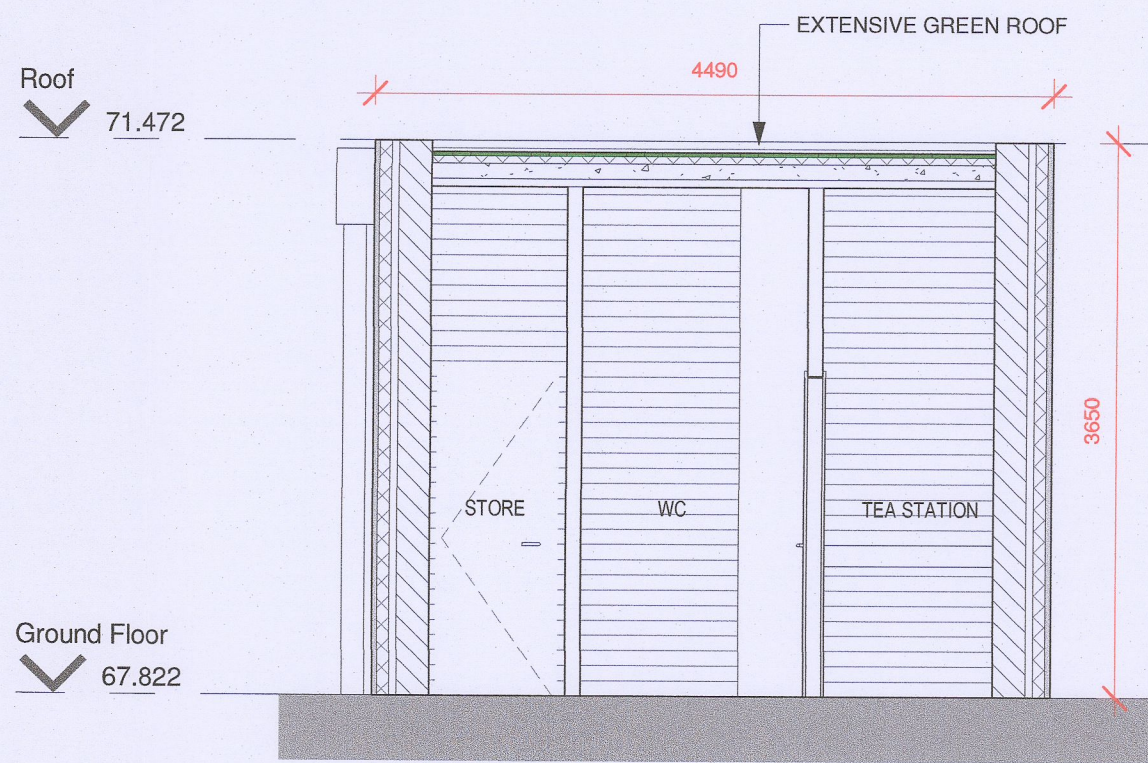 EXTENSIVE GREEN ROOF
4490
Roof
71.472
3650
STORE
WC
TEA STATION
Ground Floor
67.822